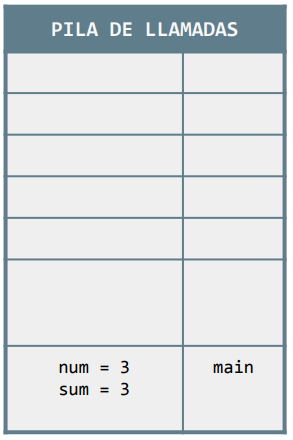 PILA DE LLAMADAS
num = 3 main
sum = 3